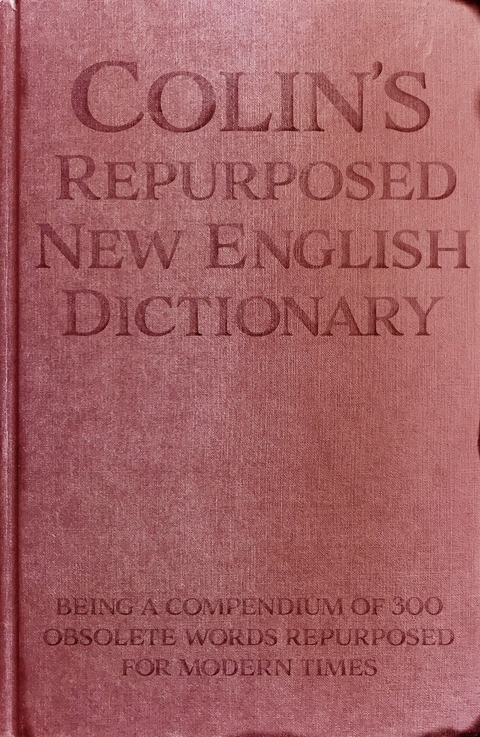 COLIN'S
REPURPOSED
NEW ENGLISH
DICTIONARY
BEING A COMPENDIUM OF 300
OBSOLETE WORDS REPURPOSED
FOR MODERN TIMES